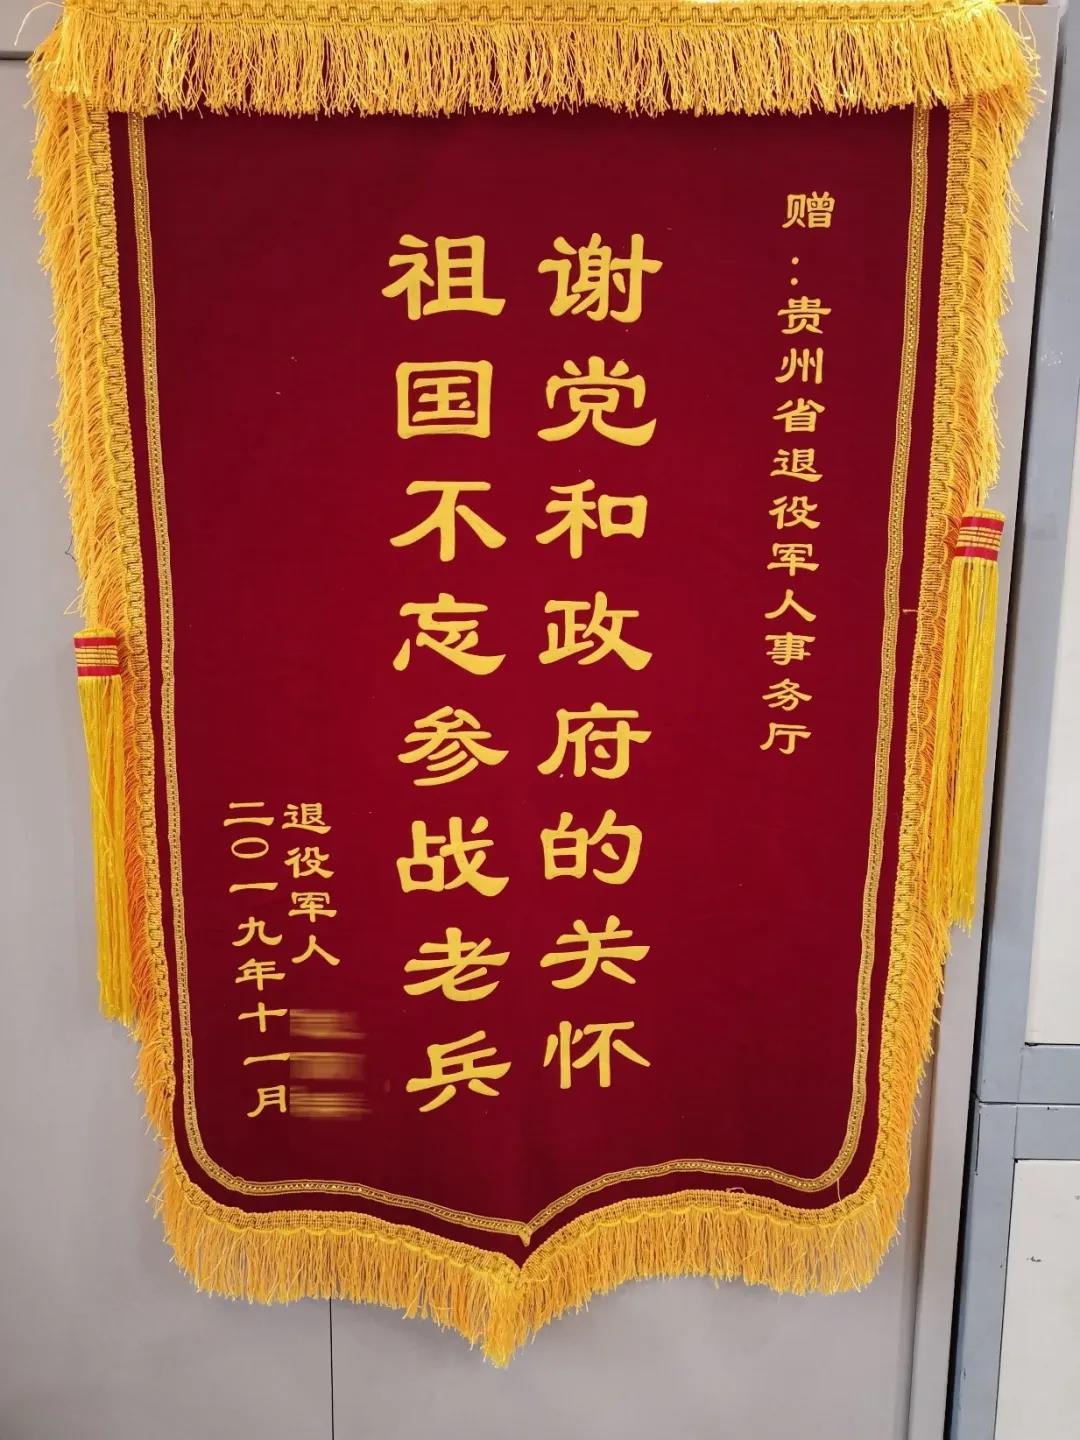 赠：贵州省退役军人事务厅
谢党和政府的关怀
祖国不忘参战老兵
退役军人
二〇一九年十一月